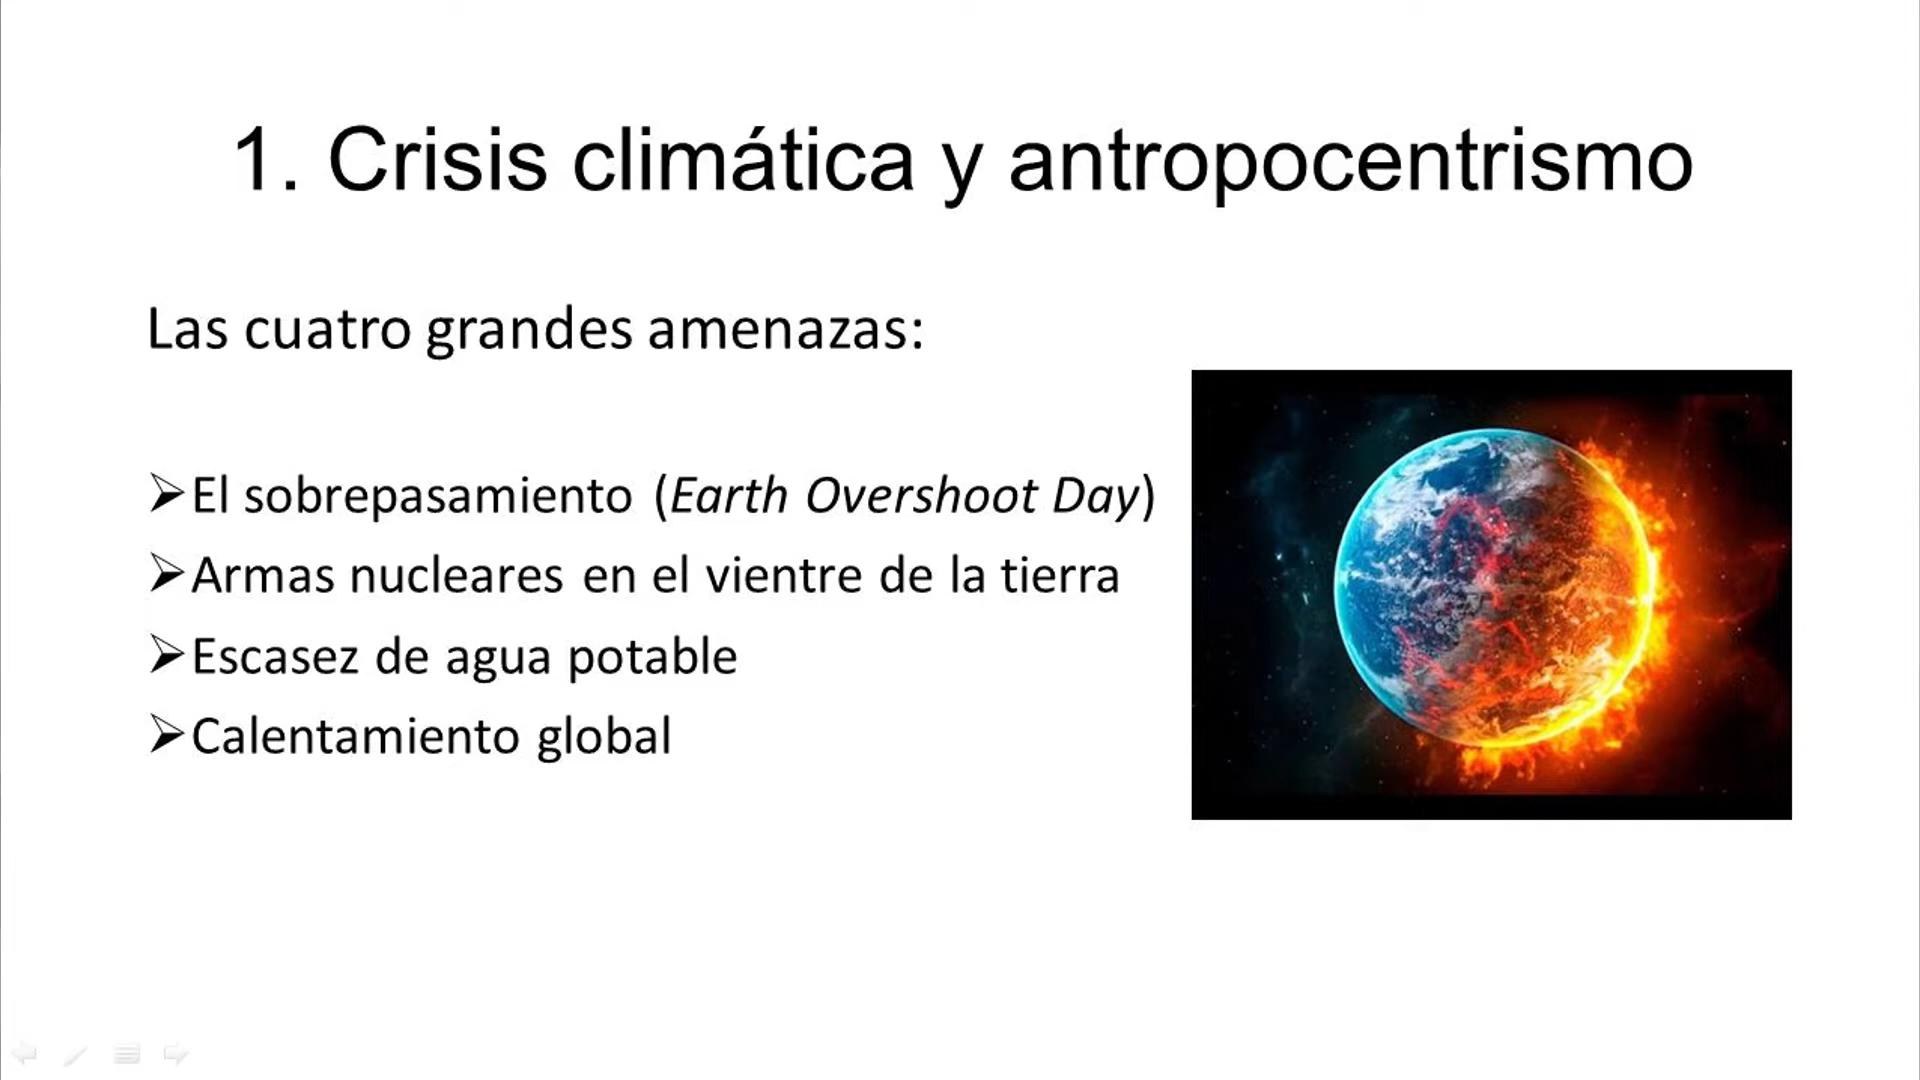 1. Crisis climática y antropocentrismo
Las cuatro grandes amenazas:
➢El sobrepasamiento (Earth Overshoot Day)
➢Armas nucleares en el vientre de la tierra
➢Escasez de agua potable
➢Calentamiento global